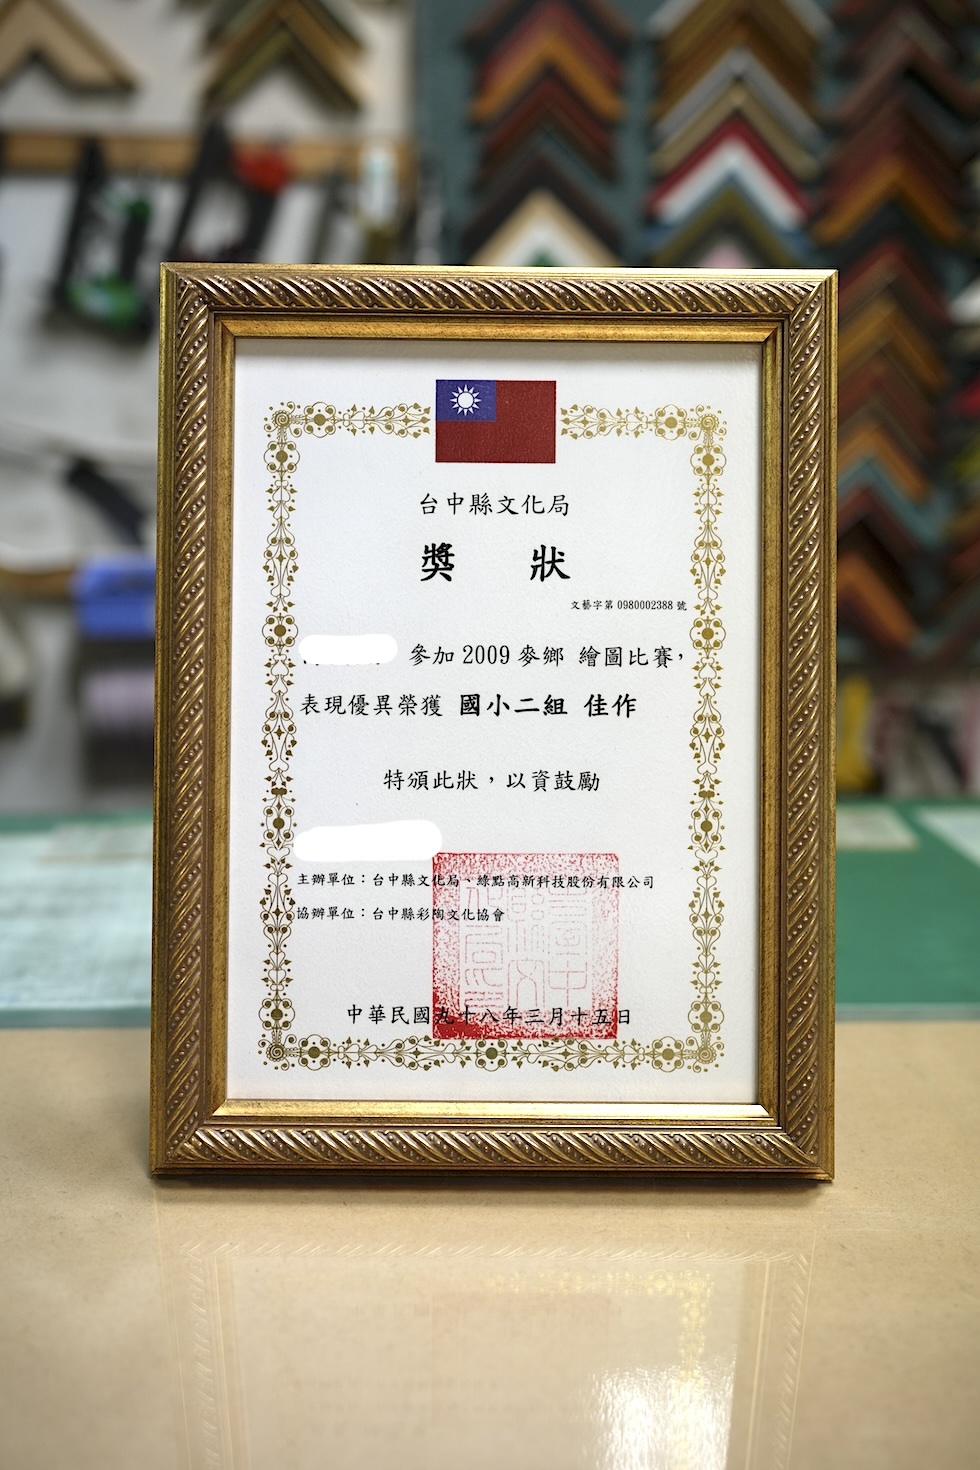 台中縣文化局
獎 狀
文藝字第 0980002388 號
參加 2009 麥鄉 繪圖比賽,
表現優異榮獲 國小二組 佳作
特頒此狀，以資鼓勵
主辦單位：台中縣文化局、綠點高新科技股份有限公司
協辦單位：台中縣彩陶文化協會
中華民國九十八年三月十五日